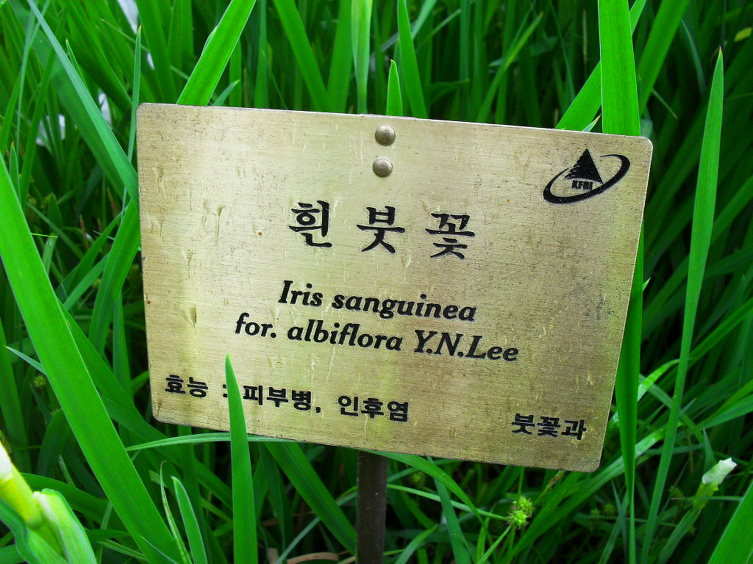 KFRI
흰붓꽃
Iris sanguinea
for. albiflora Y.N.Lee
효능 : 피부병, 인후염
붓꽃과